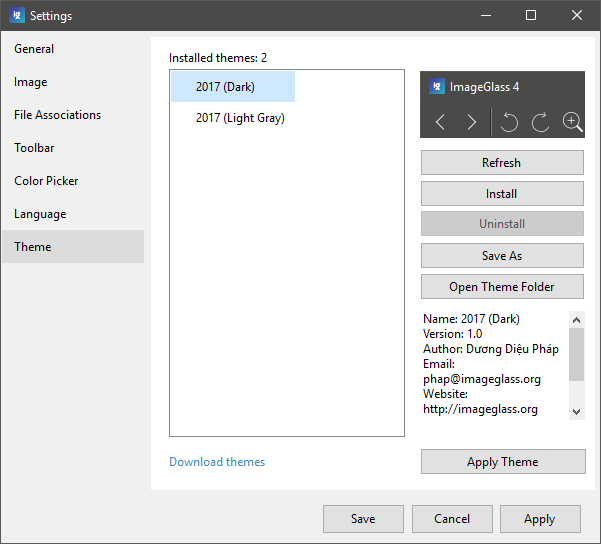 Settings
General
Image
File Associations
Toolbar
Color Picker
Language
Theme
Installed themes: 2
2017 (Dark)
2017 (Light Gray)
Download themes
ImageGlass 4
Refresh
Install
Uninstall
Save As
Open Theme Folder
Name: 2017 (Dark)
Version: 1.0
Author: Dương Diệu Pháp
Email:
phap@imageglass.org
Website:
http://imageglass.org
Apply Theme
Save
Cancel
Apply